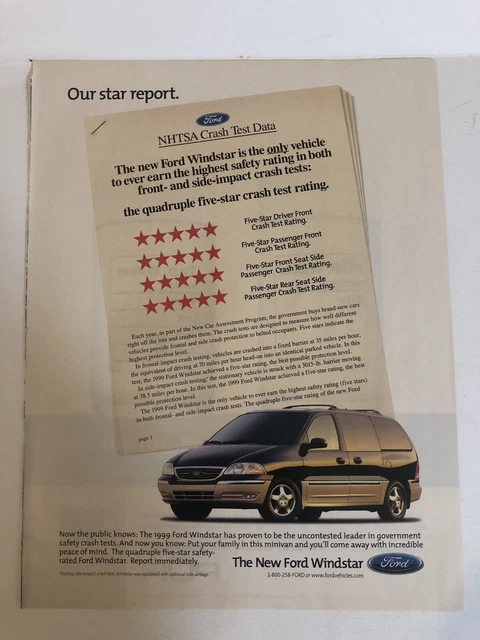 Our star report.
Ford
NHTSA Crash Test Data
The new Ford Windstar is the only vehicle
to ever earn the highest safety rating in both
front- and side-impact crash tests:
the quadruple five-star crash test rating.
Five-Star Driver Front
Crash Test Rating.
Five-Star Passenger Front
Crash Test Rating.
Five-Star Front Seat Side
Passenger Crash Test Rating.
Five-Star Rear Seat Side
Passenger Crash Test Rating.
Each year, as part of the New Car Assessment Program, the government buys brand-new cars
right off the lots and crashes them. The crash tests are designed to measure how well different
vehicles provide frontal and side crash protection to belted occupants. Five stars indicate the
highest protection level.
In frontal-impact crash testing, vehicles are crashed into a fixed barrier at 35 miles per hour,
the equivalent of driving at 70 miles per hour head-on into an identical parked vehicle. In this
test, the 1999 Ford Windstar achieved a five-star rating, the best possible protection level.
In side-impact crash testing,* the stationary vehicle is struck with a 3015-lb. barrier moving
at 38.5 miles per hour. In this test, the 1999 Ford Windstar achieved a five-star rating, the best
possible protection level.
The 1999 Ford Windstar is the only vehicle to ever earn the highest safety rating (five stars)
in both frontal- and side-impact crash tests. The quadruple five-star rating of the new Ford
page 1
Now the public knows: The 1999 Ford Windstar has proven to be the uncontested leader in government
safety crash tests. And now you know: Put your family in this minivan and you'll come away with incredible
peace of mind. The quadruple five-star safety-
rated Ford Windstar. Report immediately.
The New Ford Windstar
Ford
*During side-impact crash test, Windstar was equipped with optional side airbags.
1-800-258-FORD or www.fordvehicles.com